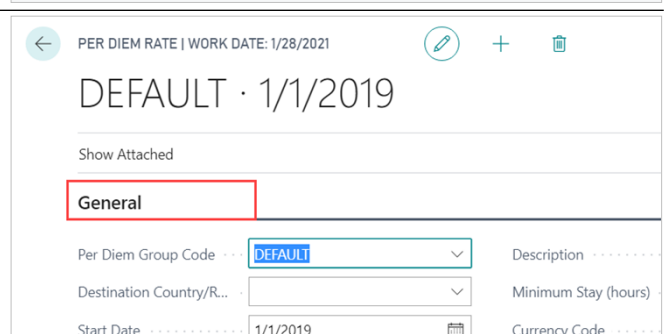 PER DIEM RATE | WORK DATE: 1/28/2021
DEFAULT · 1/1/2019
Show Attached
General
Per Diem Group Code DEFAULT Description
Destination Country/R... Minimum Stay (hours)
Start Date 1/1/2019 Currency Code